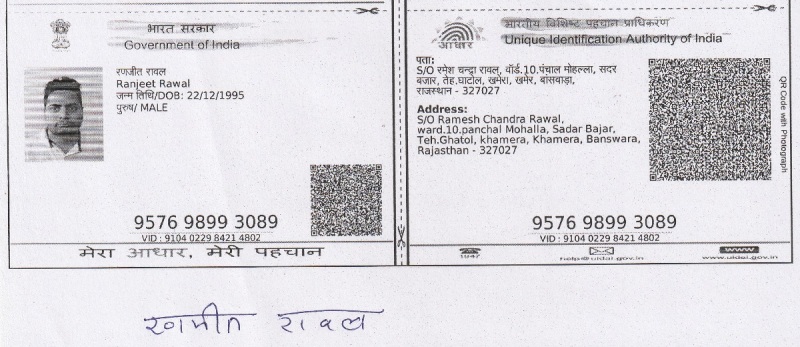 भारत सरकार
Government of India
रणजीत रावल
Ranjeet Rawal
जन्म तिथि/DOB: 22/12/1995
पुरुष/ MALE
9576 9899 3089
VID : 9104 0229 8421 4802
मेरा आधार, मेरी पहचान
भारतीय विशिष्ट पहचान प्राधिकरण
Unique Identification Authority of India
आधार
पता:
S/O रमेश चन्द्रा रावल, वॉर्ड.10.पंचाल मोहल्ला, सदर
बजार, तेह.घाटोल, खमेरा, खमेर, बांसवाड़ा,
राजस्थान - 327027
Address:
S/O Ramesh Chandra Rawal,
ward.10.panchal Mohalla, Sadar Bajar,
Teh.Ghatol, khamera, Khamera, Banswara,
Rajasthan - 327027
QR Code with Photograph
9576 9899 3089
VID : 9104 0229 8421 4802
1947
help@uidai.gov.in
www
www.uidai.gov.in
रणजीत रावल